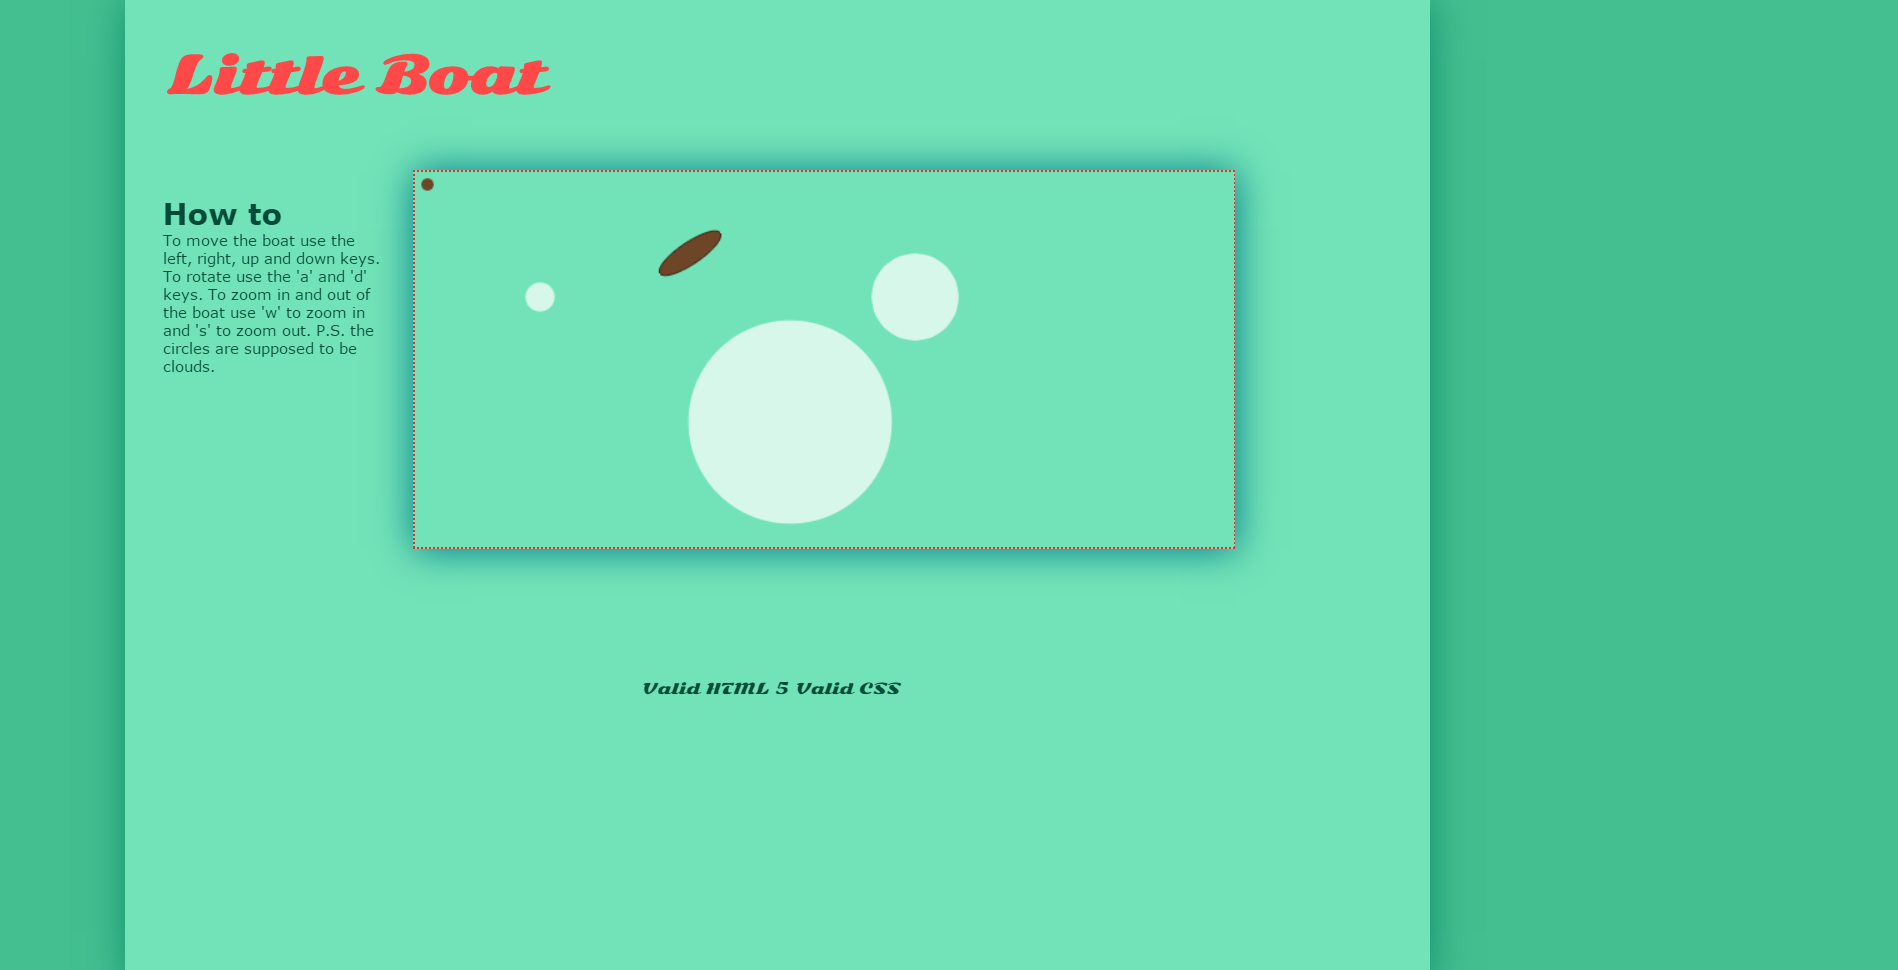 Little Boat
How to
To move the boat use the
left, right, up and down keys.
To rotate use the 'a' and 'd'
keys. To zoom in and out of
the boat use 'w' to zoom in
and 's' to zoom out. P.S. the
circles are supposed to be
clouds.
Valid HTML 5 Valid CSS